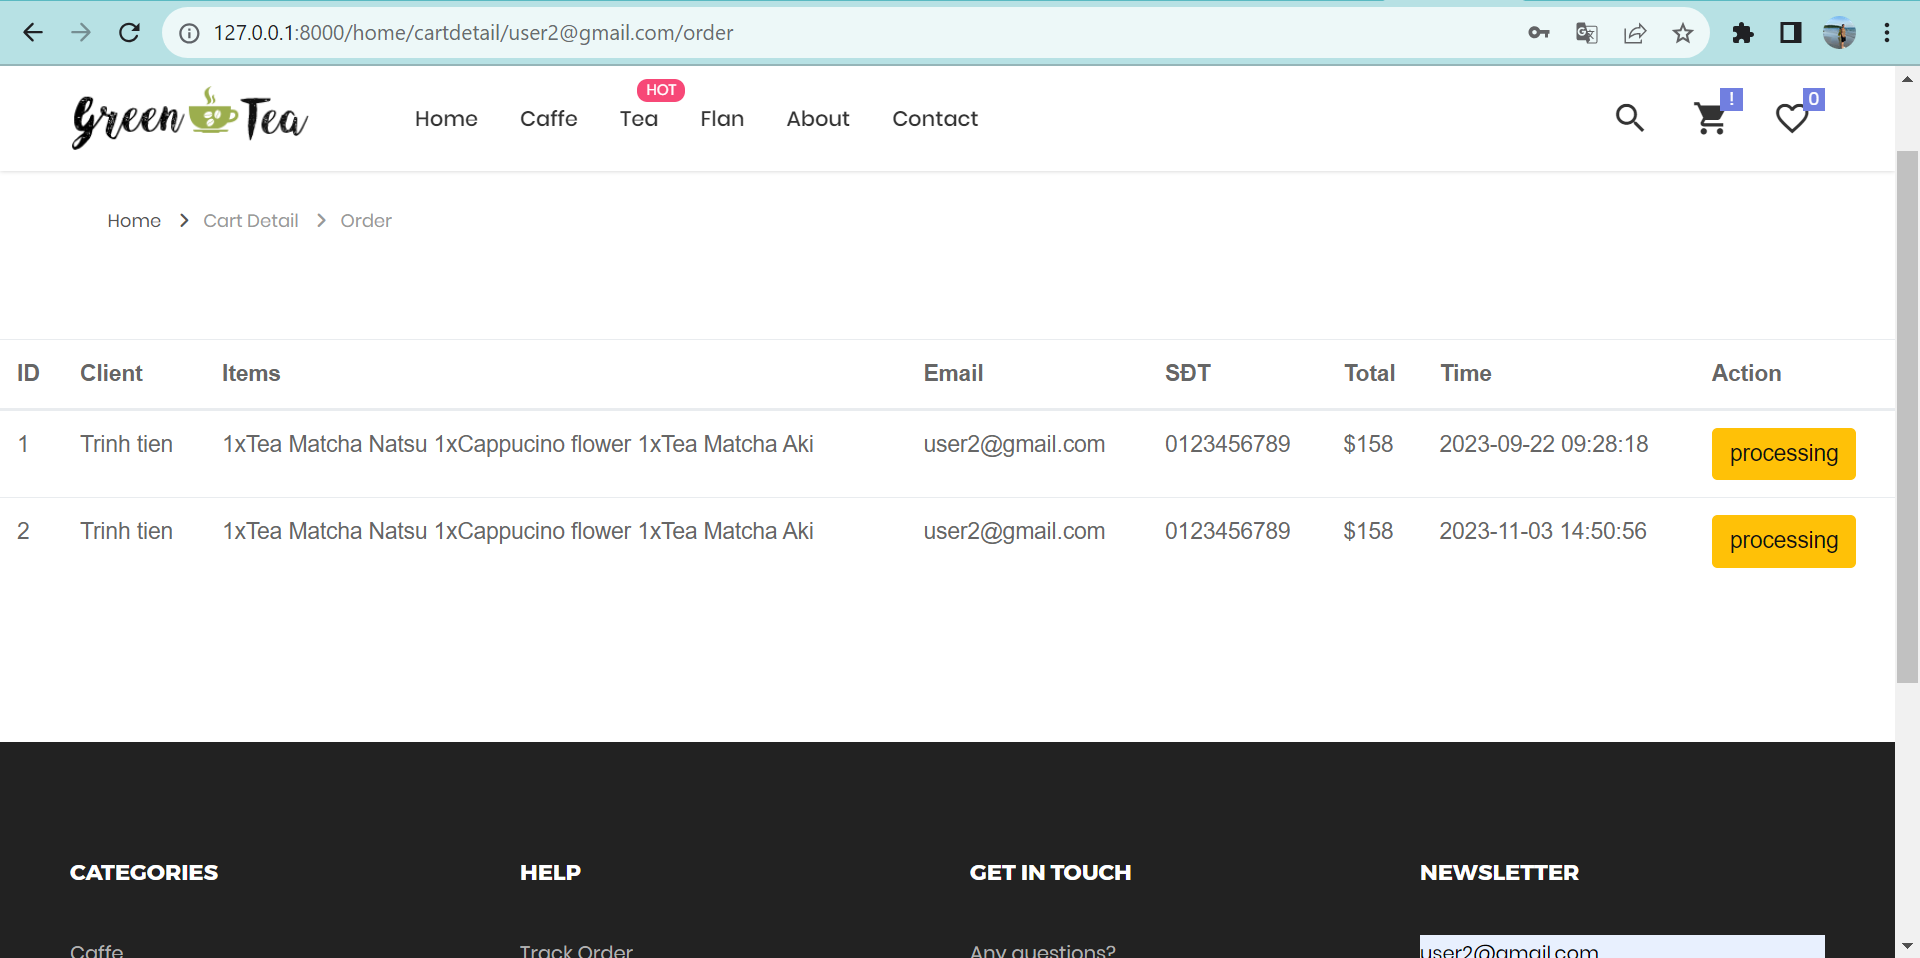 127.0.0.1:8000/home/cartdetail/user2@gmail.com/order
Green Tea
Home Caffe Tea HOT Flan About Contact ! 0
Home > Cart Detail > Order
ID Client Items Email SĐT Total Time Action
1 Trinh tien 1xTea Matcha Natsu 1xCappucino flower 1xTea Matcha Aki user2@gmail.com 0123456789 $158 2023-09-22 09:28:18 processing
2 Trinh tien 1xTea Matcha Natsu 1xCappucino flower 1xTea Matcha Aki user2@gmail.com 0123456789 $158 2023-11-03 14:50:56 processing
CATEGORIES HELP GET IN TOUCH NEWSLETTER
Caffe Track Order Any questions? user2@gmail.com